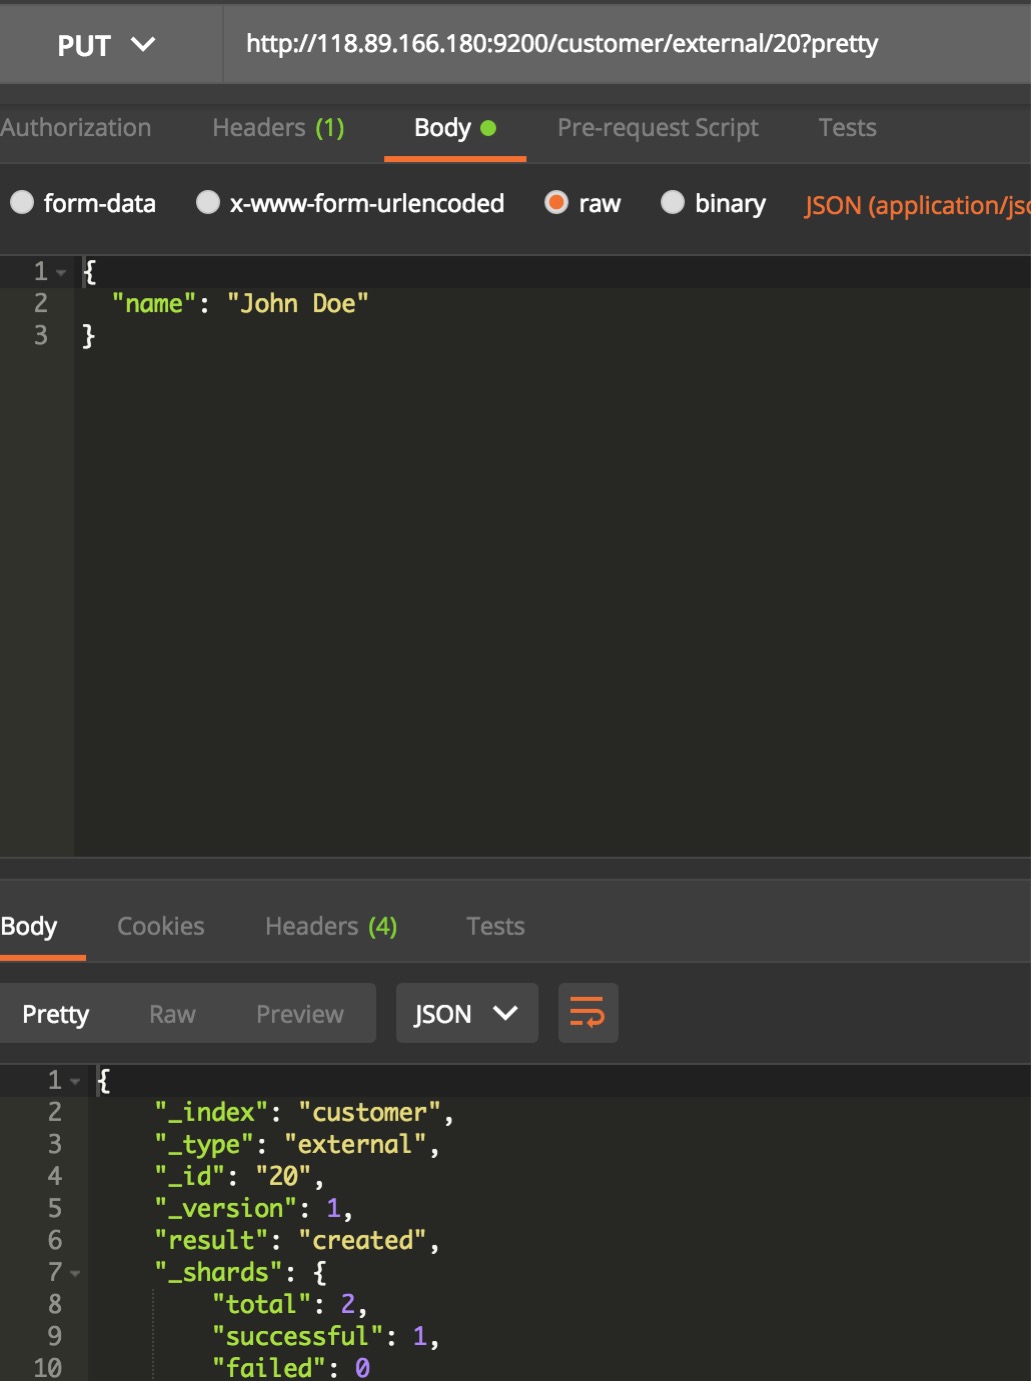 PUT http://118.89.166.180:9200/customer/external/20?pretty
Authorization Headers (1) Body Pre-request Script Tests
form-data x-www-form-urlencoded raw binary JSON (application/jso
1 {
2 "name": "John Doe"
3 }
Body Cookies Headers (4) Tests
Pretty Raw Preview JSON
1 {
2 "_index": "customer",
3 "_type": "external",
4 "_id": "20",
5 "_version": 1,
6 "result": "created",
7 "_shards": {
8 "total": 2,
9 "successful": 1,
10 "failed": 0